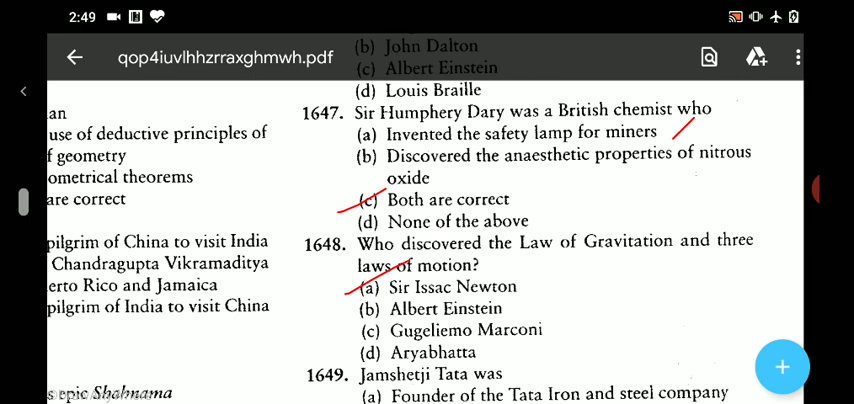 2:49
qop4iuvlhhzrraxghmwh.pdf
an
use of deductive principles of
f geometry
ometrical theorems
are correct
pilgrim of China to visit India
Chandragupta Vikramaditya
erto Rico and Jamaica
pilgrim of India to visit China
s epic Shahnama
(b) John Dalton
(c) Albert Einstein
(d) Louis Braille
1647. Sir Humphery Dary was a British chemist who
(a) Invented the safety lamp for miners
(b) Discovered the anaesthetic properties of nitrous
oxide
(c) Both are correct
(d) None of the above
1648. Who discovered the Law of Gravitation and three
laws of motion?
(a) Sir Issac Newton
(b) Albert Einstein
(c) Gugeliemo Marconi
(d) Aryabhatta
1649. Jamshetji Tata was
(a) Founder of the Tata Iron and steel company